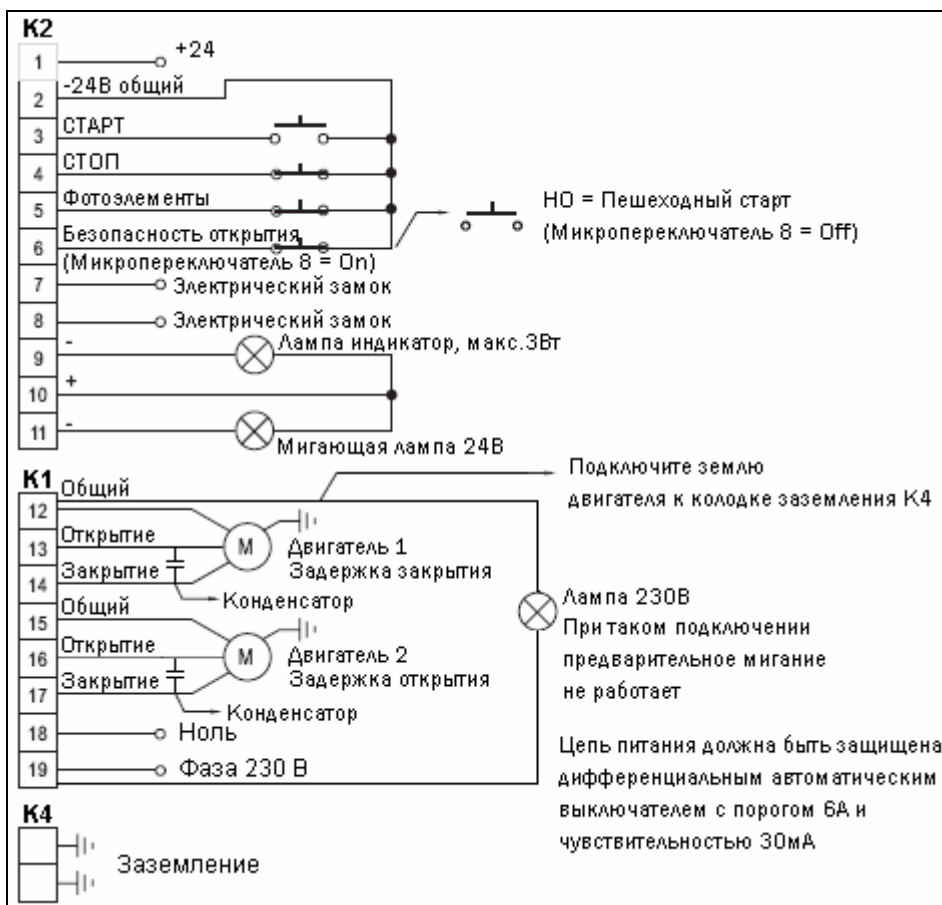 K2
1
+24
-24В общий
2
СТАРТ
3
СТОП
4
Фотоэлементы
5
Безопасность открытия
6
(Микропереключатель 8 = On)
НО = Пешеходный старт
(Микропереключатель 8 = Off)
7
Электрический замок
8
Электрический замок
-
9
Лампа индикатор, макс.3Вт
+
10
-
11
Мигающая лампа 24В
K1
Общий
12
Подключите землю
двигателя к колодке заземления К4
Открытие
13
M
Двигатель 1
Задержка закрытия
Закрытие
14
Конденсатор
Общий
15
Лампа 230В
При таком подключении
предварительное мигание
не работает
Открытие
16
M
Двигатель 2
Задержка открытия
Закрытие
17
Конденсатор
18
Ноль
19
Фаза 230 В
Цепь питания должна быть защищена
дифференциальным автоматическим
выключателем с порогом 6А и
чувствительностью 30мА
K4
Заземление